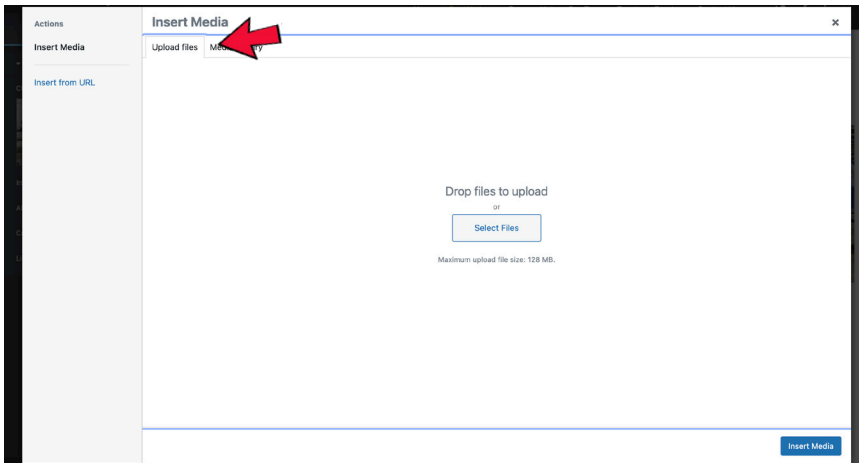 Actions
Insert Media
Insert from URL
Insert Media
Upload files
Drop files to upload
or
Select Files
Maximum upload file size: 128 MB.
Insert Media